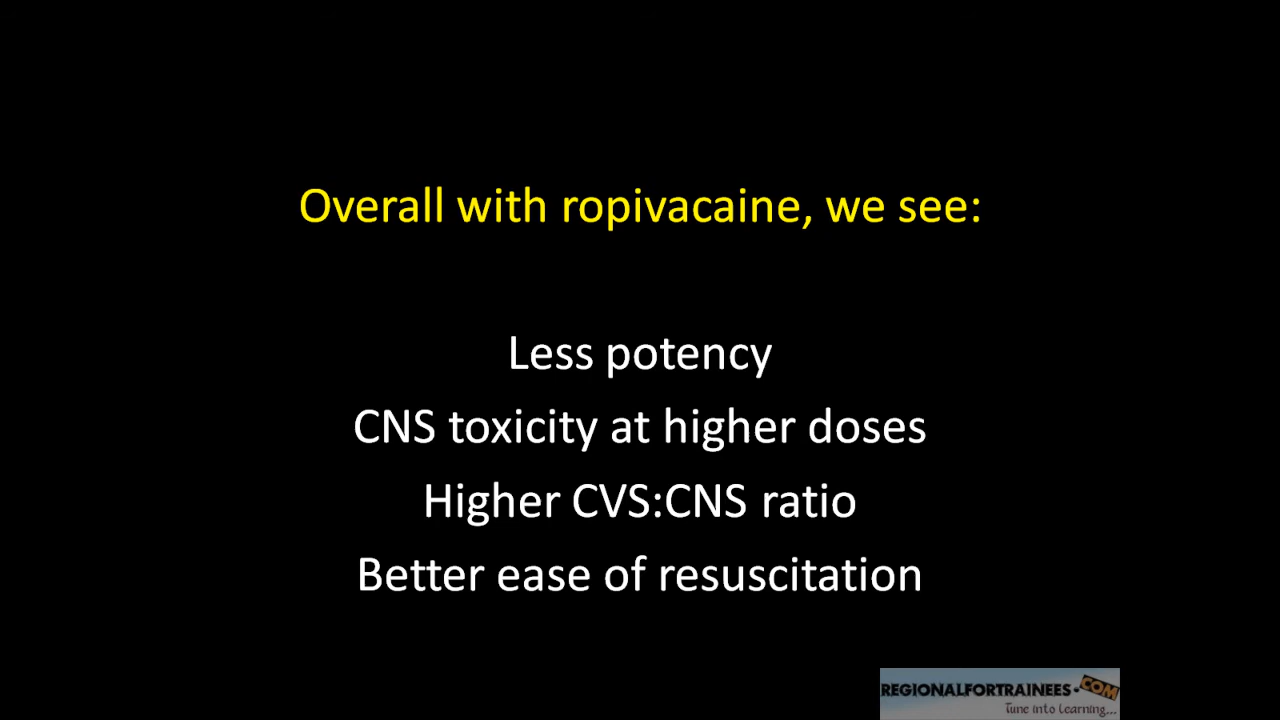 Overall with ropivacaine, we see:
Less potency
CNS toxicity at higher doses
Higher CVS:CNS ratio
Better ease of resuscitation
REGIONALFORTRAINEES.COM
Tune into Learning...